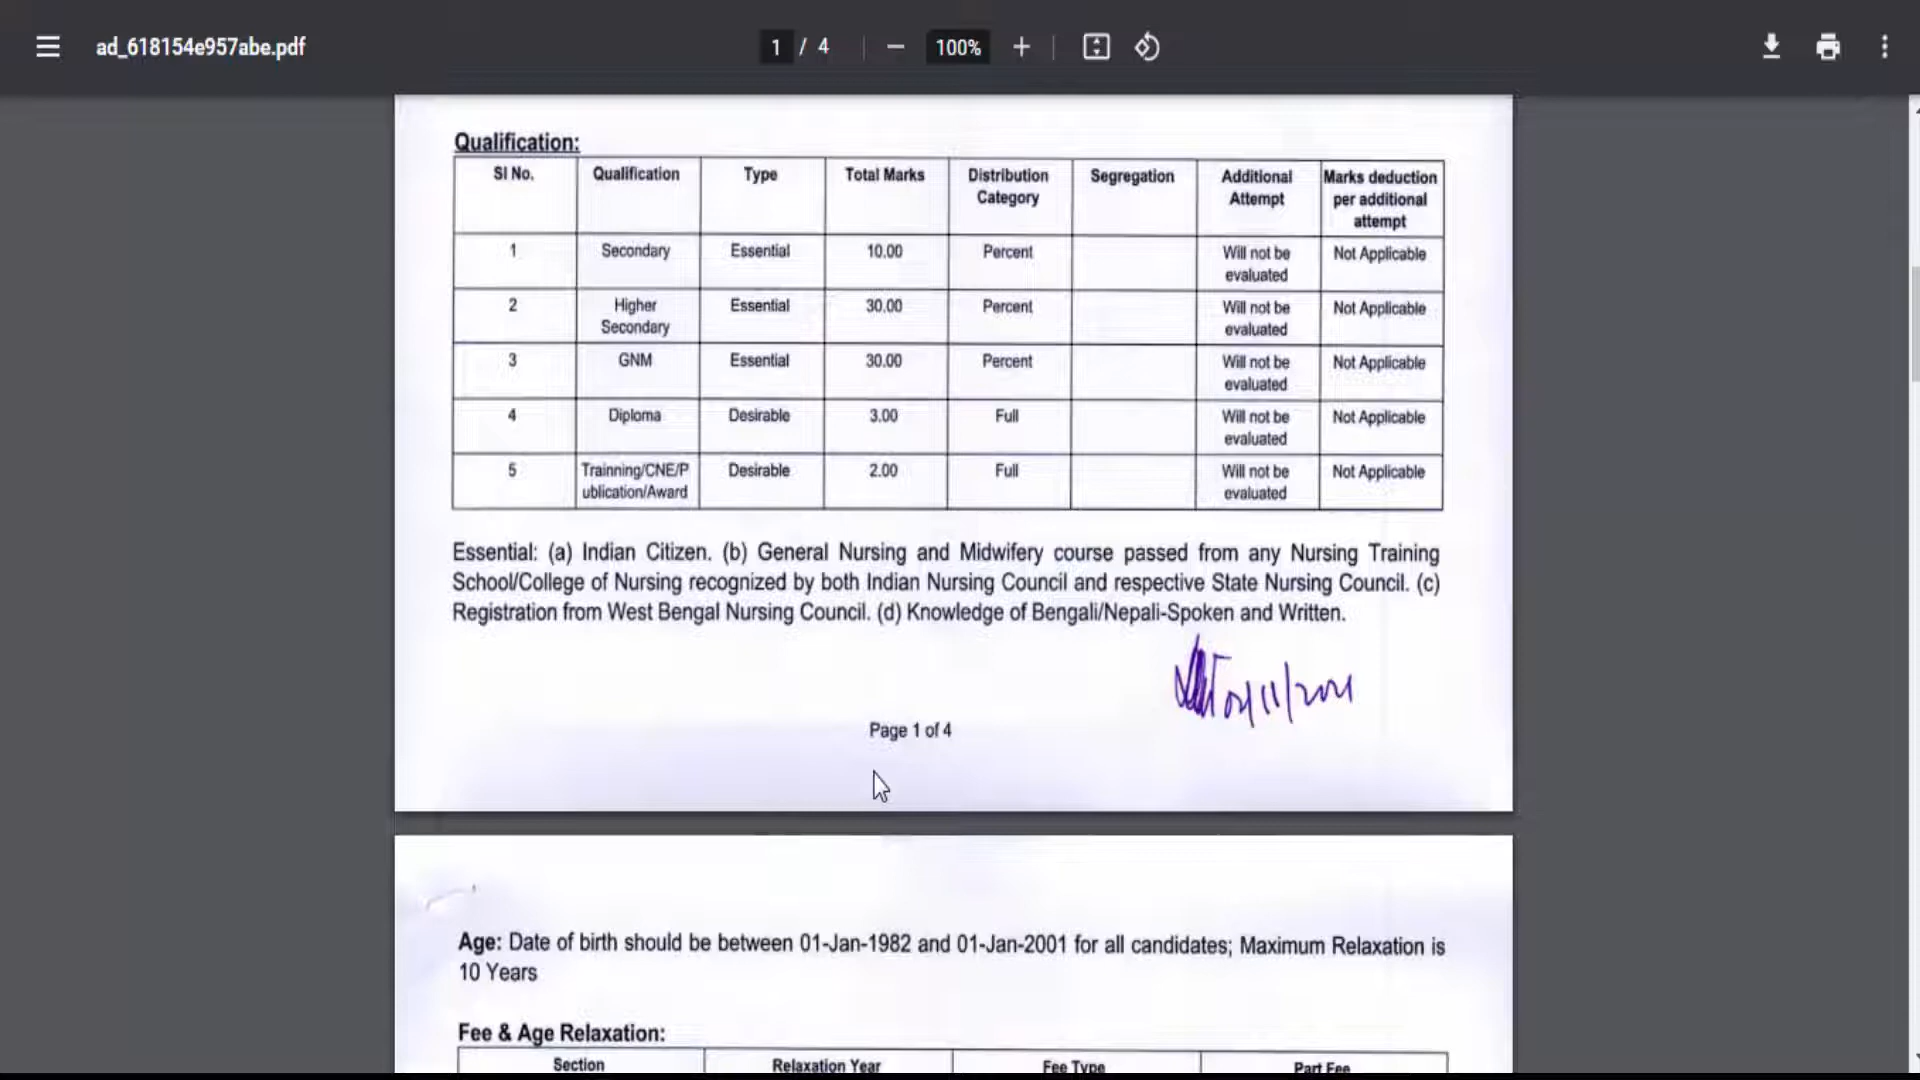 ad_618154e957abe.pdf
1 / 4
100%
Qualification:
Sl No. Qualification Type Total Marks Distribution Category Segregation Additional Attempt Marks deduction per additional attempt
1 Secondary Essential 10.00 Percent Will not be evaluated Not Applicable
2 Higher Secondary Essential 30.00 Percent Will not be evaluated Not Applicable
3 GNM Essential 30.00 Percent Will not be evaluated Not Applicable
4 Diploma Desirable 3.00 Full Will not be evaluated Not Applicable
5 Trainning/CNE/Publication/Award Desirable 2.00 Full Will not be evaluated Not Applicable
Essential: (a) Indian Citizen. (b) General Nursing and Midwifery course passed from any Nursing Training
School/College of Nursing recognized by both Indian Nursing Council and respective State Nursing Council. (c)
Registration from West Bengal Nursing Council. (d) Knowledge of Bengali/Nepali-Spoken and Written.
Page 1 of 4
Age: Date of birth should be between 01-Jan-1982 and 01-Jan-2001 for all candidates; Maximum Relaxation is
10 Years
Fee & Age Relaxation:
Section Relaxation Year Fee Type Part Fee